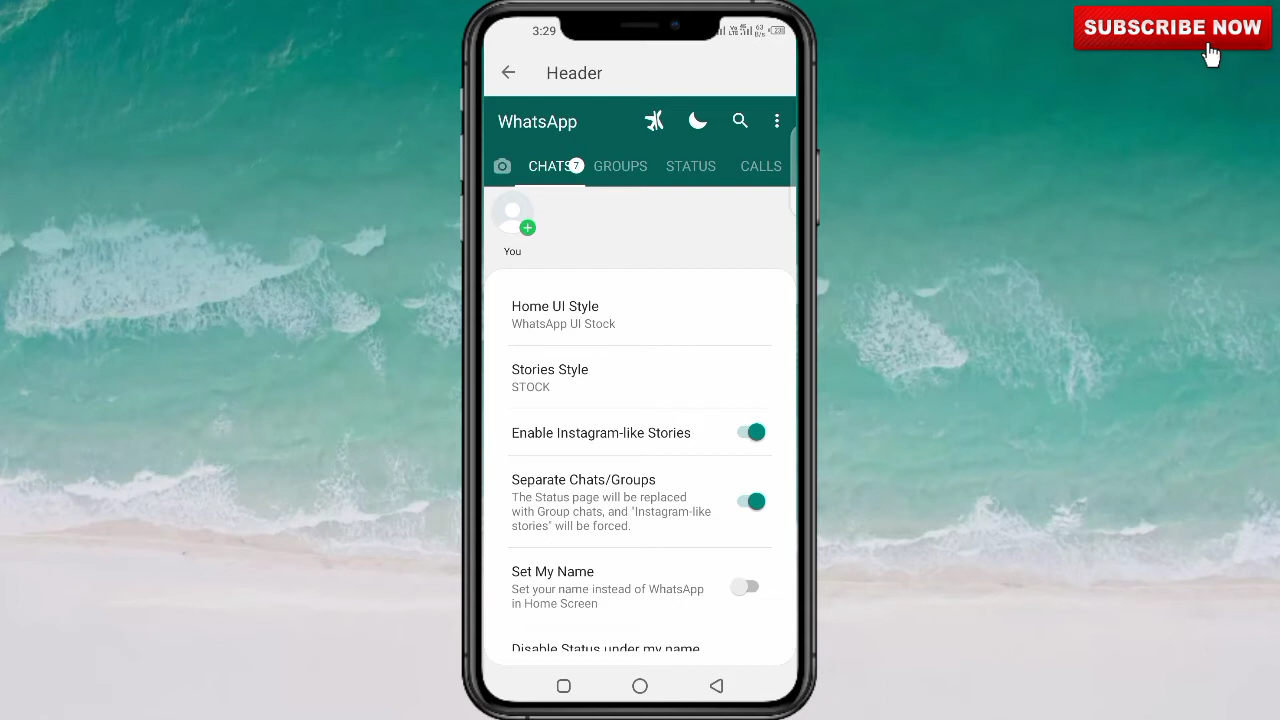 SUBSCRIBE NOW
3:29
Header
WhatsApp
CHATS 7 GROUPS STATUS CALLS
You
Home UI Style
WhatsApp UI Stock
Stories Style
STOCK
Enable Instagram-like Stories
Separate Chats/Groups
The Status page will be replaced
with Group chats, and "Instagram-like
stories" will be forced.
Set My Name
Set your name instead of WhatsApp
in Home Screen
Disable Status under my name